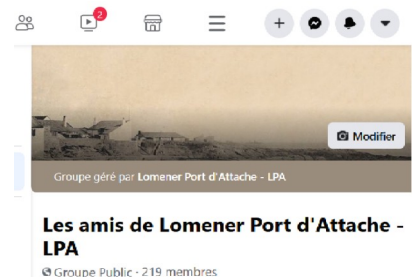 2
Modifier
Groupe géré par Lomener Port d'Attache - LPA
Les amis de Lomener Port d'Attache -
LPA
Groupe Public · 219 membres